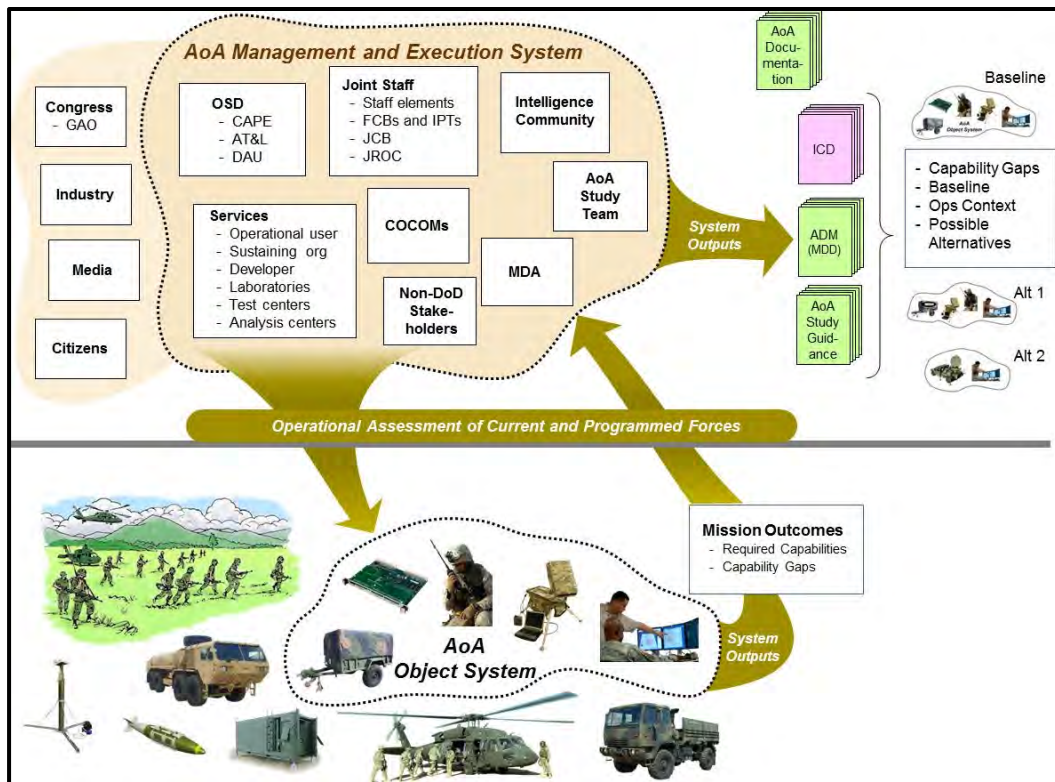 AoA Management and Execution System
Congress
- GAO
Industry
Media
Citizens
OSD
- CAPE
- AT&L
- DAU
Joint Staff
- Staff elements
- FCBs and IPTs
- JCB
- JROC
Intelligence
Community
AoA
Study
Team
Services
- Operational user
- Sustaining org
- Developer
- Laboratories
- Test centers
- Analysis centers
COCOMs
Non-DoD
Stake-
holders
MDA
System
Outputs
AoA
Docu-
menta-
tion
ICD
ADM
(MDD)
AoA
Study
Guid-
ance
Baseline
AoA
Object System
- Capability Gaps
- Baseline
- Ops Context
- Possible
Alternatives
Alt 1
Alt 2
Operational Assessment of Current and Programmed Forces
Mission Outcomes
- Required Capabilities
- Capability Gaps
AoA
Object System
System
Outputs